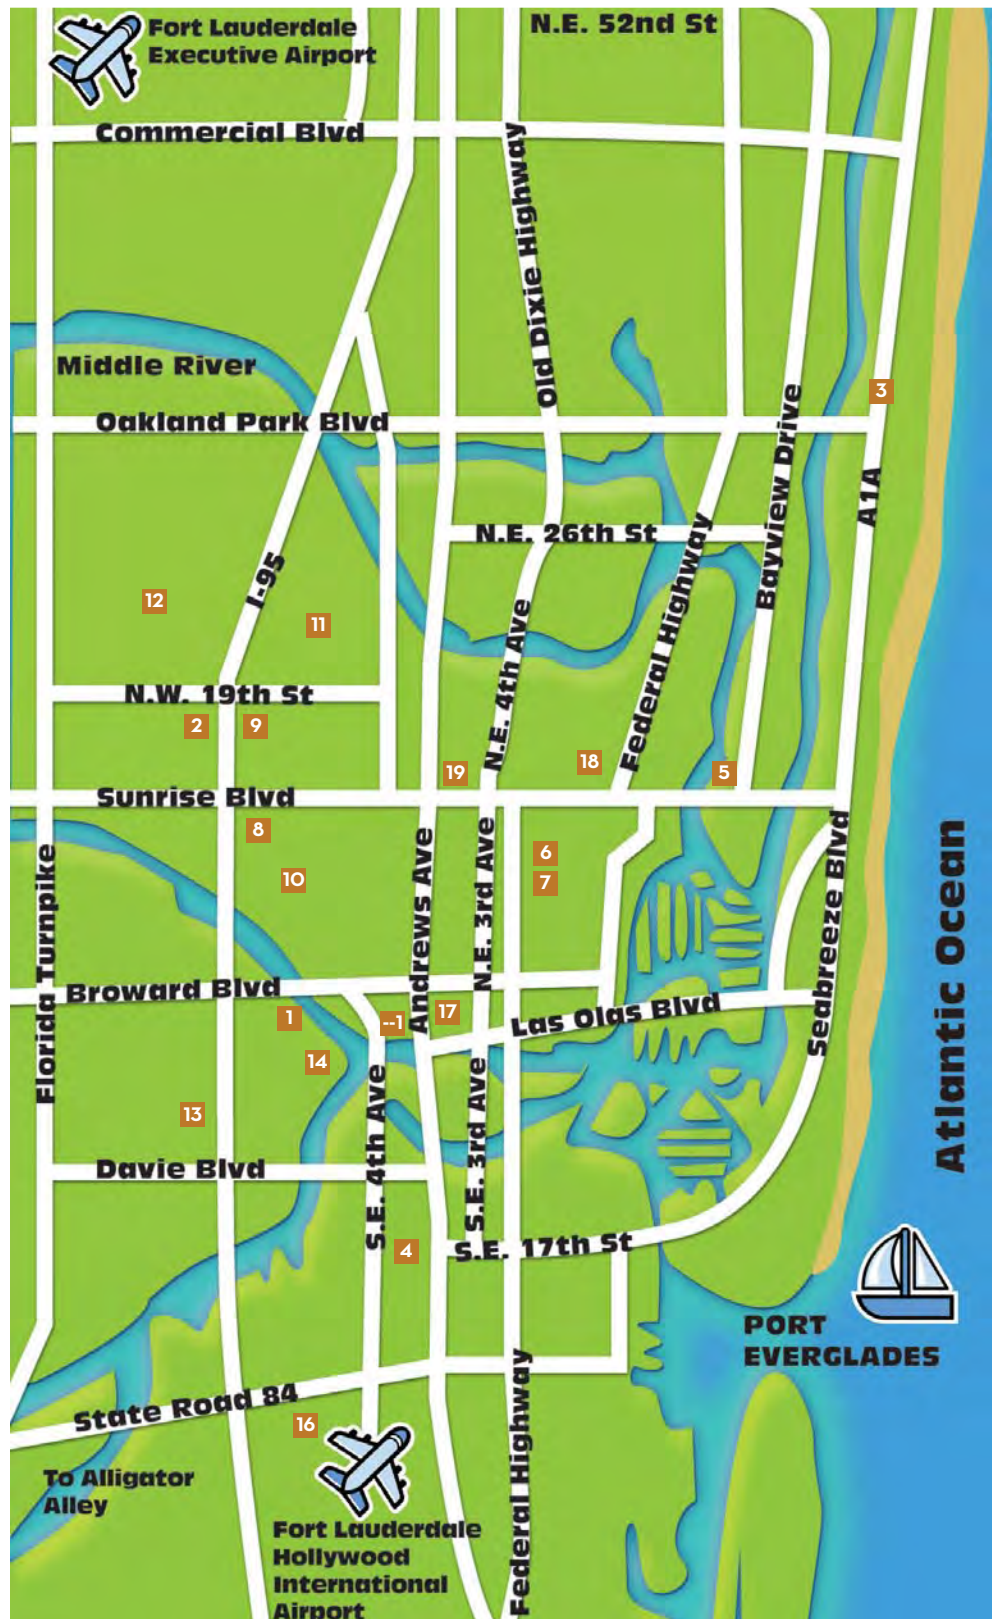 Fort Lauderdale
Executive Airport
N.E. 52nd St
Commercial Blvd
Old Dixie Highway
Middle River
3
Oakland Park Blvd
Bayview Drive
A1A
N.E. 26th St
I-95
12
11
N.E. 4th Ave
Federal Highway
N.W. 19th St
2
9
19
18
5
Sunrise Blvd
8
6
7
10
Florida Turnpike
Andrews Ave
N.E. 3rd Ave
Seabreeze Blvd
Atlantic Ocean
Broward Blvd
1
--1
17
Las Olas Blvd
14
13
S.E. 4th Ave
S.E. 3rd Ave
Davie Blvd
4
S.E. 17th St
PORT
EVERGLADES
State Road 84
16
Federal Highway
To Alligator
Alley
Fort Lauderdale
Hollywood
International
Airport